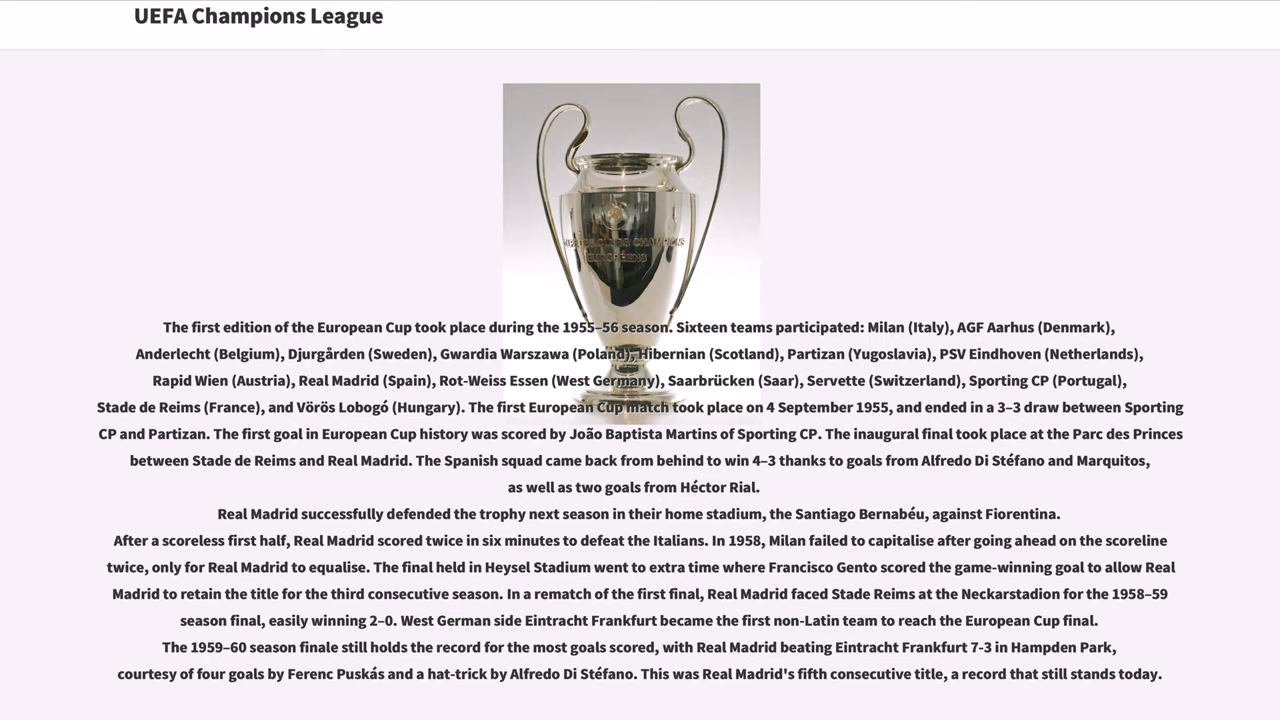 UEFA Champions League
COUPE DES CLUBS CHAMPIONS
EUROPÉENS
The first edition of the European Cup took place during the 1955–56 season. Sixteen teams participated: Milan (Italy), AGF Aarhus (Denmark),
Anderlecht (Belgium), Djurgården (Sweden), Gwardia Warszawa (Poland), Hibernian (Scotland), Partizan (Yugoslavia), PSV Eindhoven (Netherlands),
Rapid Wien (Austria), Real Madrid (Spain), Rot-Weiss Essen (West Germany), Saarbrücken (Saar), Servette (Switzerland), Sporting CP (Portugal),
Stade de Reims (France), and Vörös Lobogó (Hungary). The first European Cup match took place on 4 September 1955, and ended in a 3–3 draw between Sporting
CP and Partizan. The first goal in European Cup history was scored by João Baptista Martins of Sporting CP. The inaugural final took place at the Parc des Princes
between Stade de Reims and Real Madrid. The Spanish squad came back from behind to win 4–3 thanks to goals from Alfredo Di Stéfano and Marquitos,
as well as two goals from Héctor Rial.
Real Madrid successfully defended the trophy next season in their home stadium, the Santiago Bernabéu, against Fiorentina.
After a scoreless first half, Real Madrid scored twice in six minutes to defeat the Italians. In 1958, Milan failed to capitalise after going ahead on the scoreline
twice, only for Real Madrid to equalise. The final held in Heysel Stadium went to extra time where Francisco Gento scored the game-winning goal to allow Real
Madrid to retain the title for the third consecutive season. In a rematch of the first final, Real Madrid faced Stade Reims at the Neckarstadion for the 1958–59
season final, easily winning 2–0. West German side Eintracht Frankfurt became the first non-Latin team to reach the European Cup final.
The 1959–60 season finale still holds the record for the most goals scored, with Real Madrid beating Eintracht Frankfurt 7-3 in Hampden Park,
courtesy of four goals by Ferenc Puskás and a hat-trick by Alfredo Di Stéfano. This was Real Madrid's fifth consecutive title, a record that still stands today.